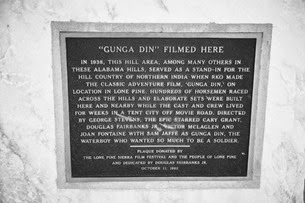 "GUNGA DIN" FILMED HERE
IN 1938, THIS HILL AREA, AMONG MANY OTHERS IN
THESE ALABAMA HILLS, SERVED AS A STAND-IN FOR THE
HILL COUNTRY OF NORTHERN INDIA WHEN RKO MADE
THE CLASSIC ADVENTURE FILM, "GUNGA DIN," ON
LOCATION IN LONE PINE. HUNDREDS OF HORSEMEN RACED
ACROSS THE HILLS AND ELABORATE SETS WERE BUILT
HERE AND NEARBY WHILE THE CAST AND CREW LIVED
FOR WEEKS IN A TENT CITY OFF MOVIE ROAD. DIRECTED
BY GEORGE STEVENS, THE EPIC STARRED CARY GRANT,
DOUGLAS FAIRBANKS JR., VICTOR MCLAGLEN AND
JOAN FONTAINE WITH SAM JAFFE AS GUNGA DIN, THE
WATERBOY WHO WANTED SO MUCH TO BE A SOLDIER.
PLAQUE DONATED BY
THE LONE PINE SIERRA FILM FESTIVAL AND THE PEOPLE OF LONE PINE
AND DEDICATED BY DOUGLAS FAIRBANKS JR.
OCTOBER